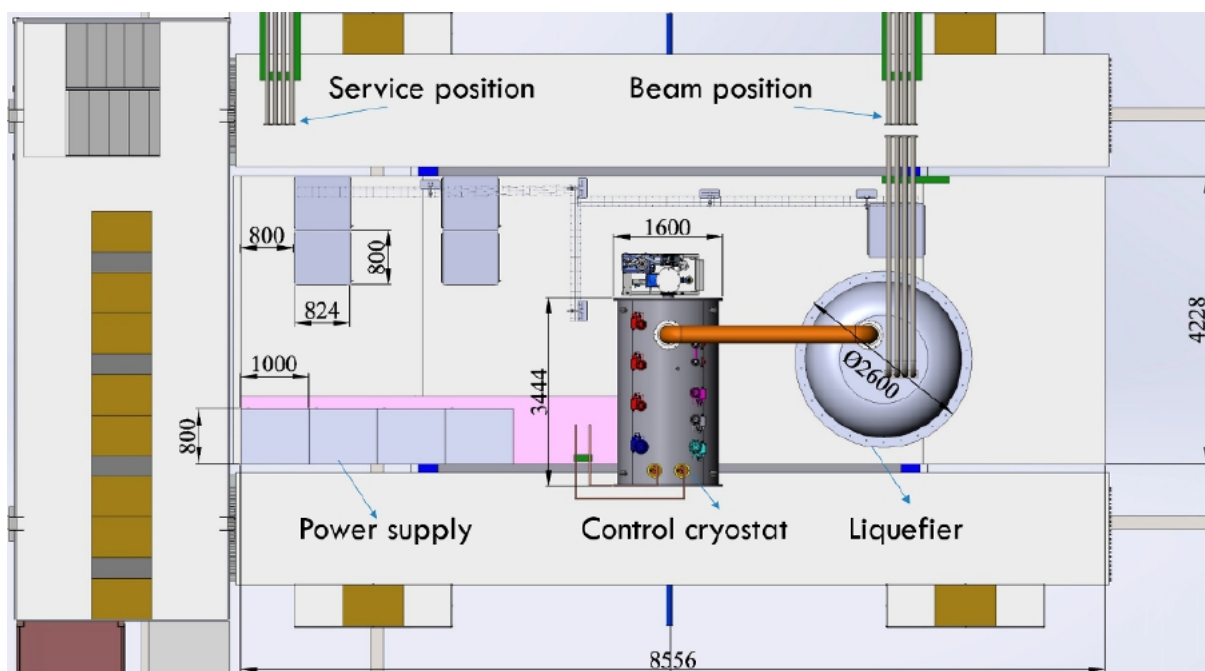 Service position
Beam position
800
800
824
1600
1000
800
3444
Ø2600
4228
Power supply
Control cryostat
Liquefier
8556